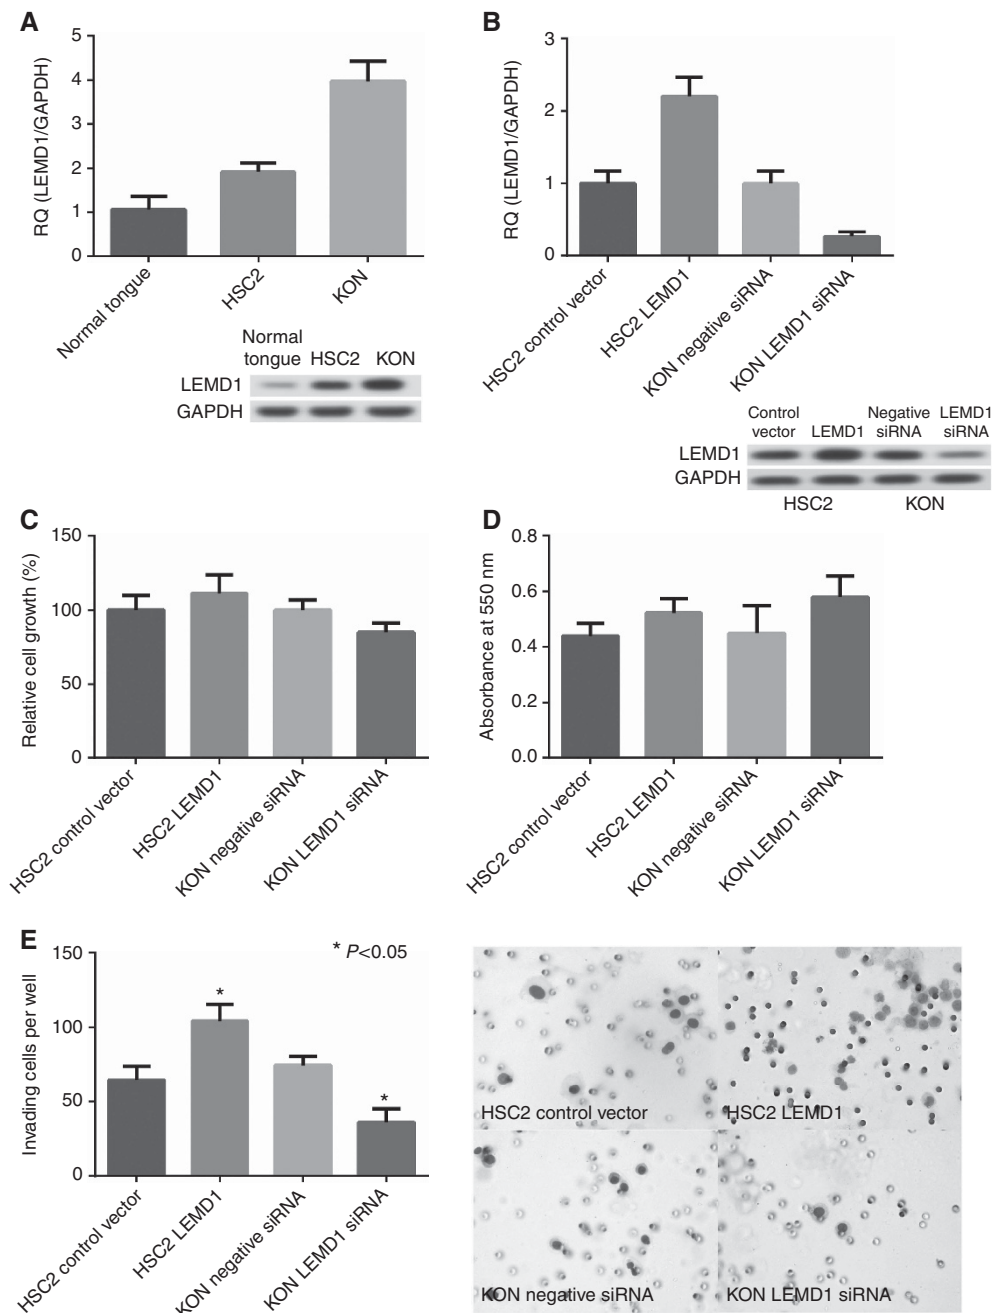 A
RQ (LEMD1/GAPDH)
5
4
3
2
1
0
Normal tongue
HSC2
KON
Normal
tongue HSC2 KON
LEMD1
GAPDH
B
RQ (LEMD1/GAPDH)
3
2
1
0
HSC2 control vector
HSC2 LEMD1
KON negative siRNA
KON LEMD1 siRNA
Control Negative LEMD1
vector LEMD1 siRNA siRNA
LEMD1
GAPDH
HSC2 KON
C
Relative cell growth (%)
150
100
50
0
HSC2 control vector
HSC2 LEMD1
KON negative siRNA
KON LEMD1 siRNA
D
Absorbance at 550 nm
0.8
0.6
0.4
0.2
0.0
HSC2 control vector
HSC2 LEMD1
KON negative siRNA
KON LEMD1 siRNA
E
Invading cells per well
150
100
50
0
* P<0.05
*
*
HSC2 control vector
HSC2 LEMD1
KON negative siRNA
KON LEMD1 siRNA
HSC2 control vector
HSC2 LEMD1
KON negative siRNA
KON LEMD1 siRNA